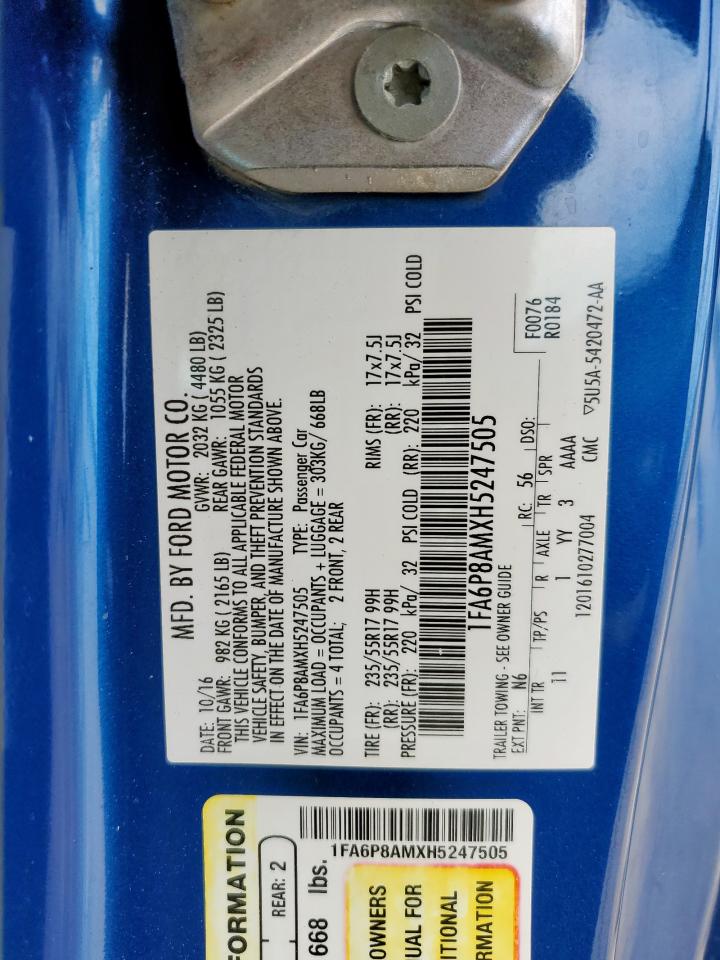 MFD. BY FORD MOTOR CO.
DATE: 10/16 GVWR: 2032 KG ( 4480 LB)
FRONT GAWR: 982 KG ( 2165 LB) REAR GAWR: 1055 KG ( 2325 LB)
THIS VEHICLE CONFORMS TO ALL APPLICABLE FEDERAL MOTOR
VEHICLE SAFETY, BUMPER, AND THEFT PREVENTION STANDARDS
IN EFFECT ON THE DATE OF MANUFACTURE SHOWN ABOVE.
VIN: 1FA6P8AMXH5247505 TYPE: Passenger Car
MAXIMUM LOAD = OCCUPANTS + LUGGAGE = 303KG/ 668LB
OCCUPANTS = 4 TOTAL; 2 FRONT, 2 REAR
TIRE (FR): 235/55R17 99H RIMS (FR): 17x7.5J
(RR): 235/55R17 99H (RR): 17x7.5J
PRESSURE (FR): 220 kPa/ 32 PSI COLD (RR): 220 kPa/ 32 PSI COLD
1FA6P8AMXH5247505
TRAILER TOWING - SEE OWNER GUIDE
F0076
EXT PNT: N6 RC: 56 DSO: R0184
INT TR TP/PS R AXLE TR SPR
11 1 YY 3 AAAA
1201610277004 CMC ▽5U5A-5420472-AA
FORMATION
REAR: 2
668 lbs.
1FA6P8AMXH5247505
OWNERS
UAL FOR
ITIONAL
RMATION